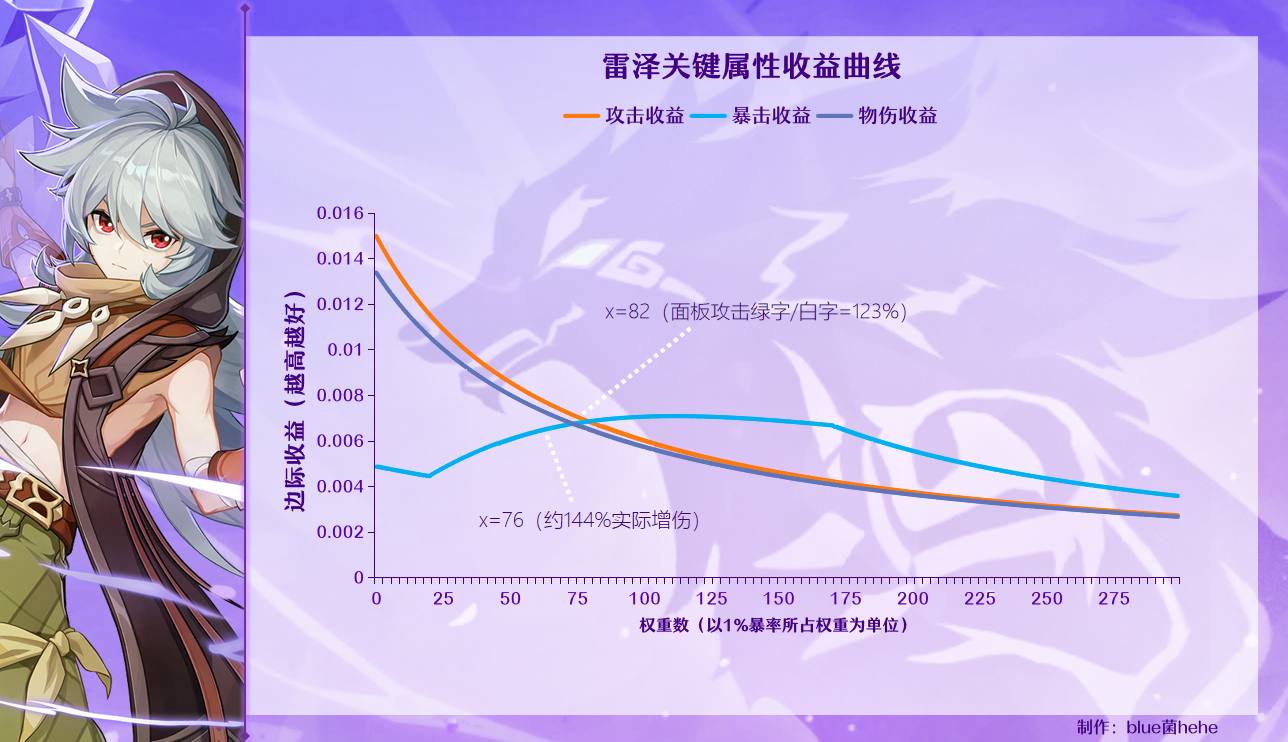 雷泽关键属性收益曲线
攻击收益 暴击收益 物伤收益
边际收益（越高越好）
0.016
0.014
0.012
0.01
0.008
0.006
0.004
0.002
0
x=82（面板攻击绿字/白字=123%）
x=76（约144%实际增伤）
0 25 50 75 100 125 150 175 200 225 250 275
权重数（以1%暴率所占权重为单位）
制作：blue菌hehe